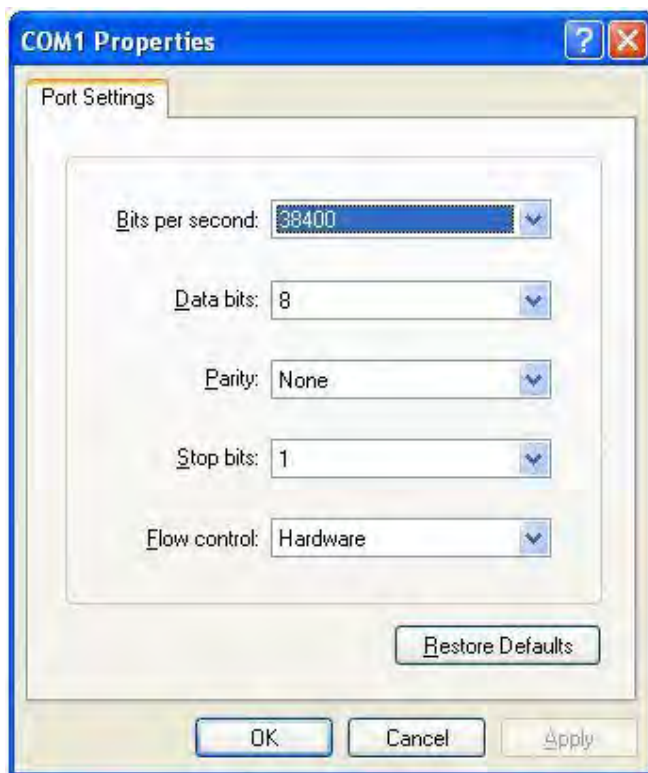 COM1 Properties
Port Settings
Bits per second: 38400
Data bits: 8
Parity: None
Stop bits: 1
Flow control: Hardware
Restore Defaults
OK Cancel Apply